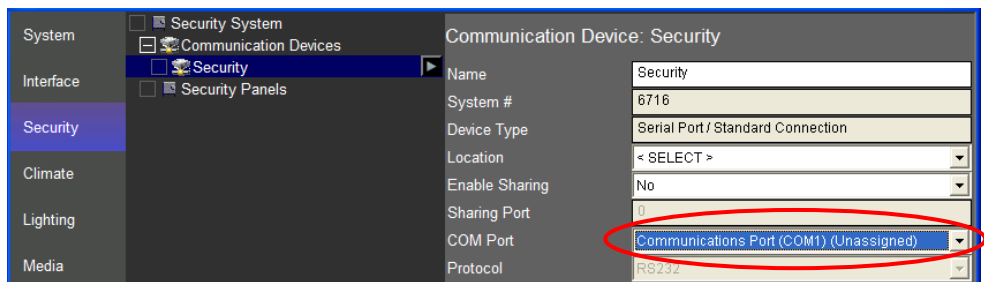 System
Interface
Security
Climate
Lighting
Media
Security System
Communication Devices
Security
Security Panels
Communication Device: Security
Name Security
System # 6716
Device Type Serial Port / Standard Connection
Location < SELECT >
Enable Sharing No
Sharing Port 0
COM Port Communications Port (COM1) (Unassigned)
Protocol RS232